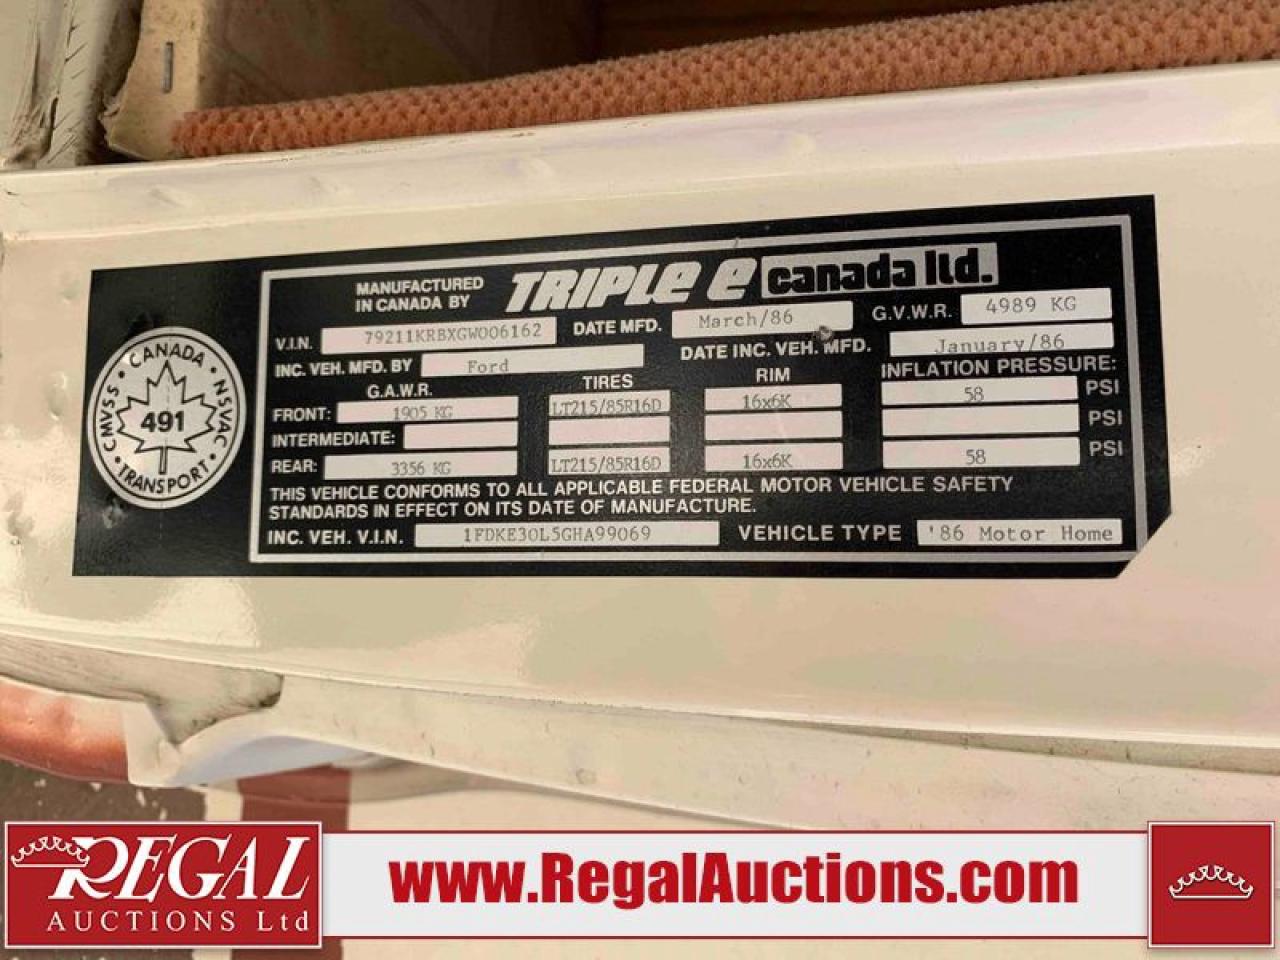 MANUFACTURED
IN CANADA BY
TRIPLE E canada ltd.
V.I.N. 79211KRBXGW006162 DATE MFD. March/86 G.V.W.R. 4989 KG
INC. VEH. MFD. BY Ford DATE INC. VEH. MFD. January/86
G.A.W.R. TIRES RIM INFLATION PRESSURE:
FRONT: 1905 KG LT215/85R16D 16x6K 58 PSI
INTERMEDIATE: PSI
REAR: 3356 KG LT215/85R16D 16x6K 58 PSI
THIS VEHICLE CONFORMS TO ALL APPLICABLE FEDERAL MOTOR VEHICLE SAFETY
STANDARDS IN EFFECT ON ITS DATE OF MANUFACTURE.
INC. VEH. V.I.N. 1FDKE30L5GHA99069 VEHICLE TYPE '86 Motor Home
CANADA • NSVAC • TRANSPORT • CMVSS •
491
REGAL
AUCTIONS Ltd
www.RegalAuctions.com